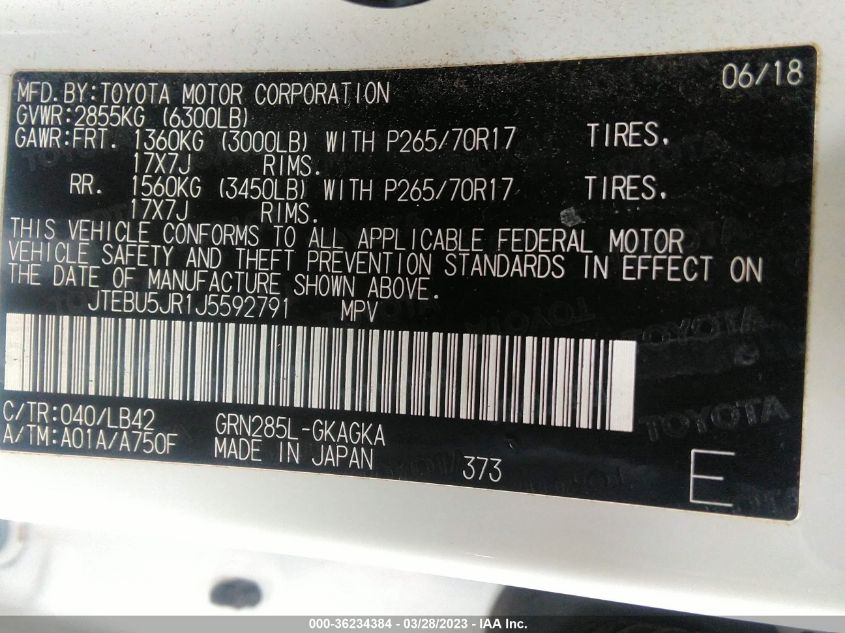 06/18
MFD.BY:TOYOTA MOTOR CORPORATION
GVWR:2855KG (6300LB)
GAWR:FRT. 1360KG (3000LB) WITH P265/70R17 TIRES.
17X7J RIMS.
RR. 1560KG (3450LB) WITH P265/70R17 TIRES.
17X7J RIMS.
THIS VEHICLE CONFORMS TO ALL APPLICABLE FEDERAL MOTOR
VEHICLE SAFETY AND THEFT PREVENTION STANDARDS IN EFFECT ON
THE DATE OF MANUFACTURE SHOWN ABOVE.
JTEBU5JR1J5592791 MPV
C/TR:040/LB42 GRN285L-GKAGKA
A/TM:A01A/A750F MADE IN JAPAN 373
E
TOYOTA
000-36234384 - 03/28/2023 - IAA Inc.